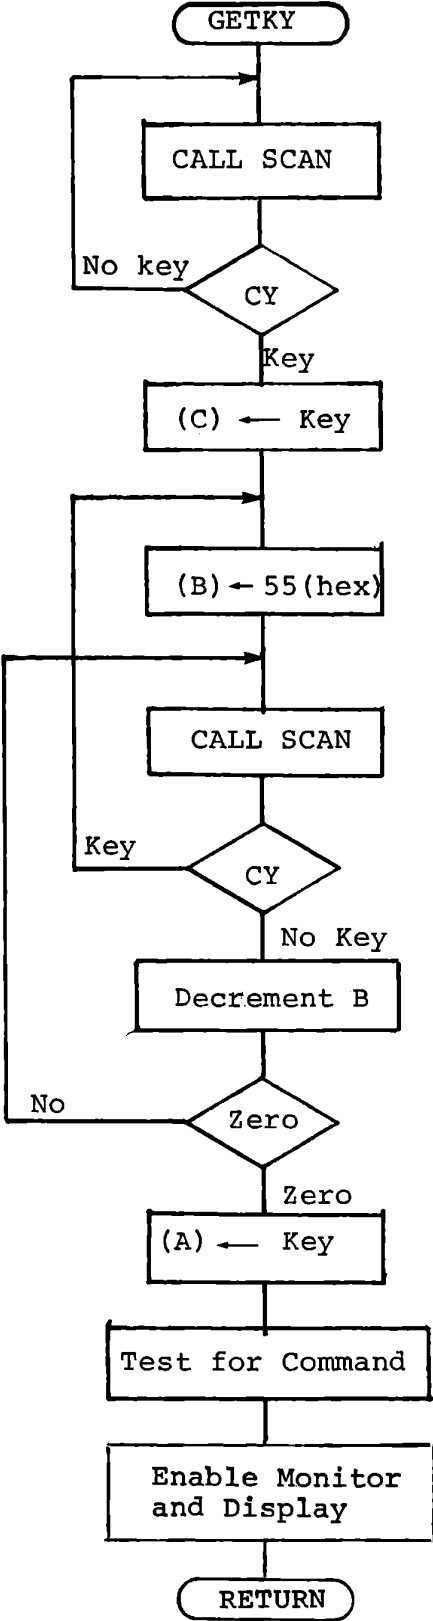 GETKY
CALL SCAN
No key
CY
Key
(C) ← Key
(B) ← 55(hex)
CALL SCAN
Key
CY
No Key
Decrement B
No
Zero
Zero
(A) ← Key
Test for Command
Enable Monitor
and Display
RETURN